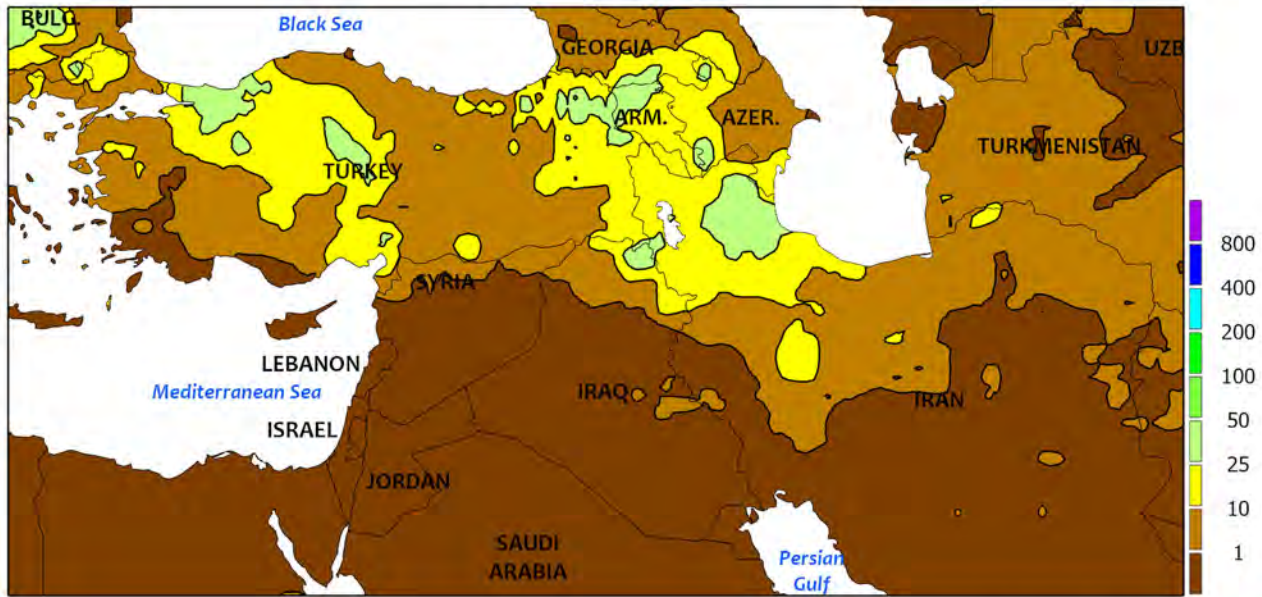 BULG.
Black Sea
GEORGIA
UZB
ARM.
AZER.
TURKMENISTAN
TURKEY
SYRIA
LEBANON
Mediterranean Sea
ISRAEL
IRAQ
IRAN
JORDAN
SAUDI
ARABIA
Persian
Gulf
800
400
200
100
50
25
10
1